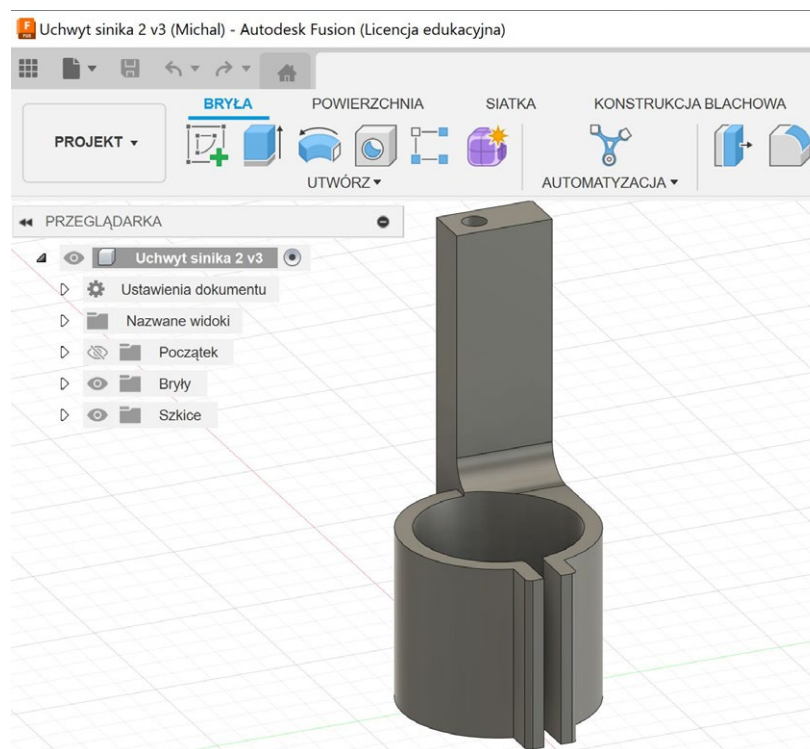 Uchwyt sinika 2 v3 (Michal) - Autodesk Fusion (Licencja edukacyjna)
BRYŁA POWIERZCHNIA SIATKA KONSTRUKCJA BLACHOWA
PROJEKT
UTWÓRZ AUTOMATYZACJA
PRZEGLĄDARKA
Uchwyt sinika 2 v3
Ustawienia dokumentu
Nazwane widoki
Początek
Bryły
Szkice